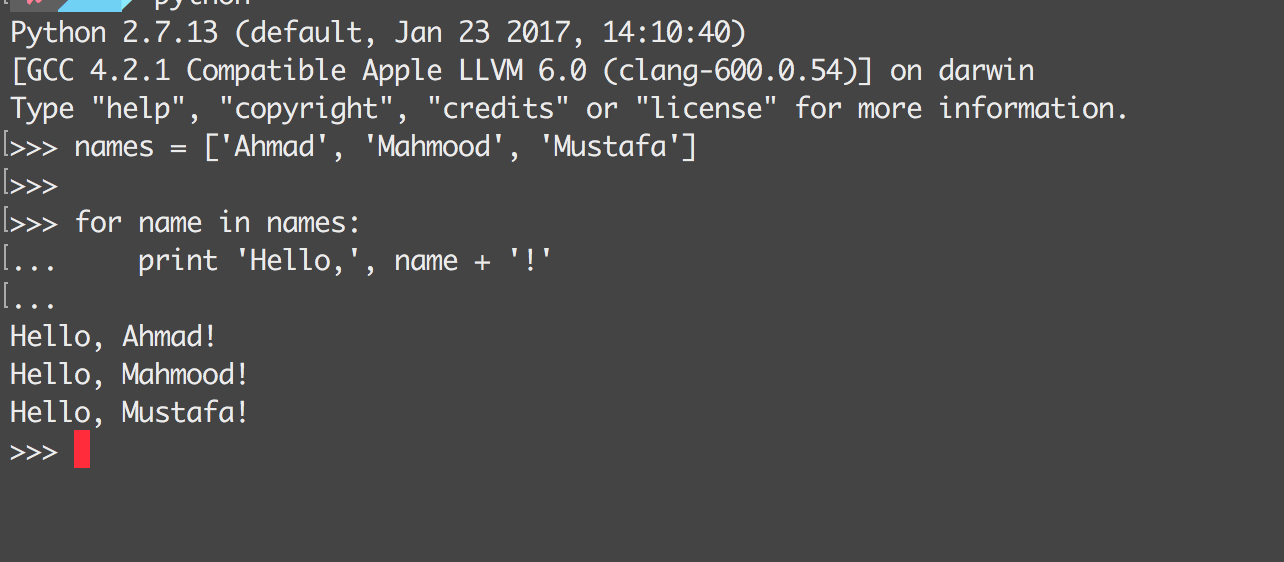 python
Python 2.7.13 (default, Jan 23 2017, 14:10:40)
[GCC 4.2.1 Compatible Apple LLVM 6.0 (clang-600.0.54)] on darwin
Type "help", "copyright", "credits" or "license" for more information.
>>> names = ['Ahmad', 'Mahmood', 'Mustafa']
>>>
>>> for name in names:
...     print 'Hello,', name + '!'
...
Hello, Ahmad!
Hello, Mahmood!
Hello, Mustafa!
>>>